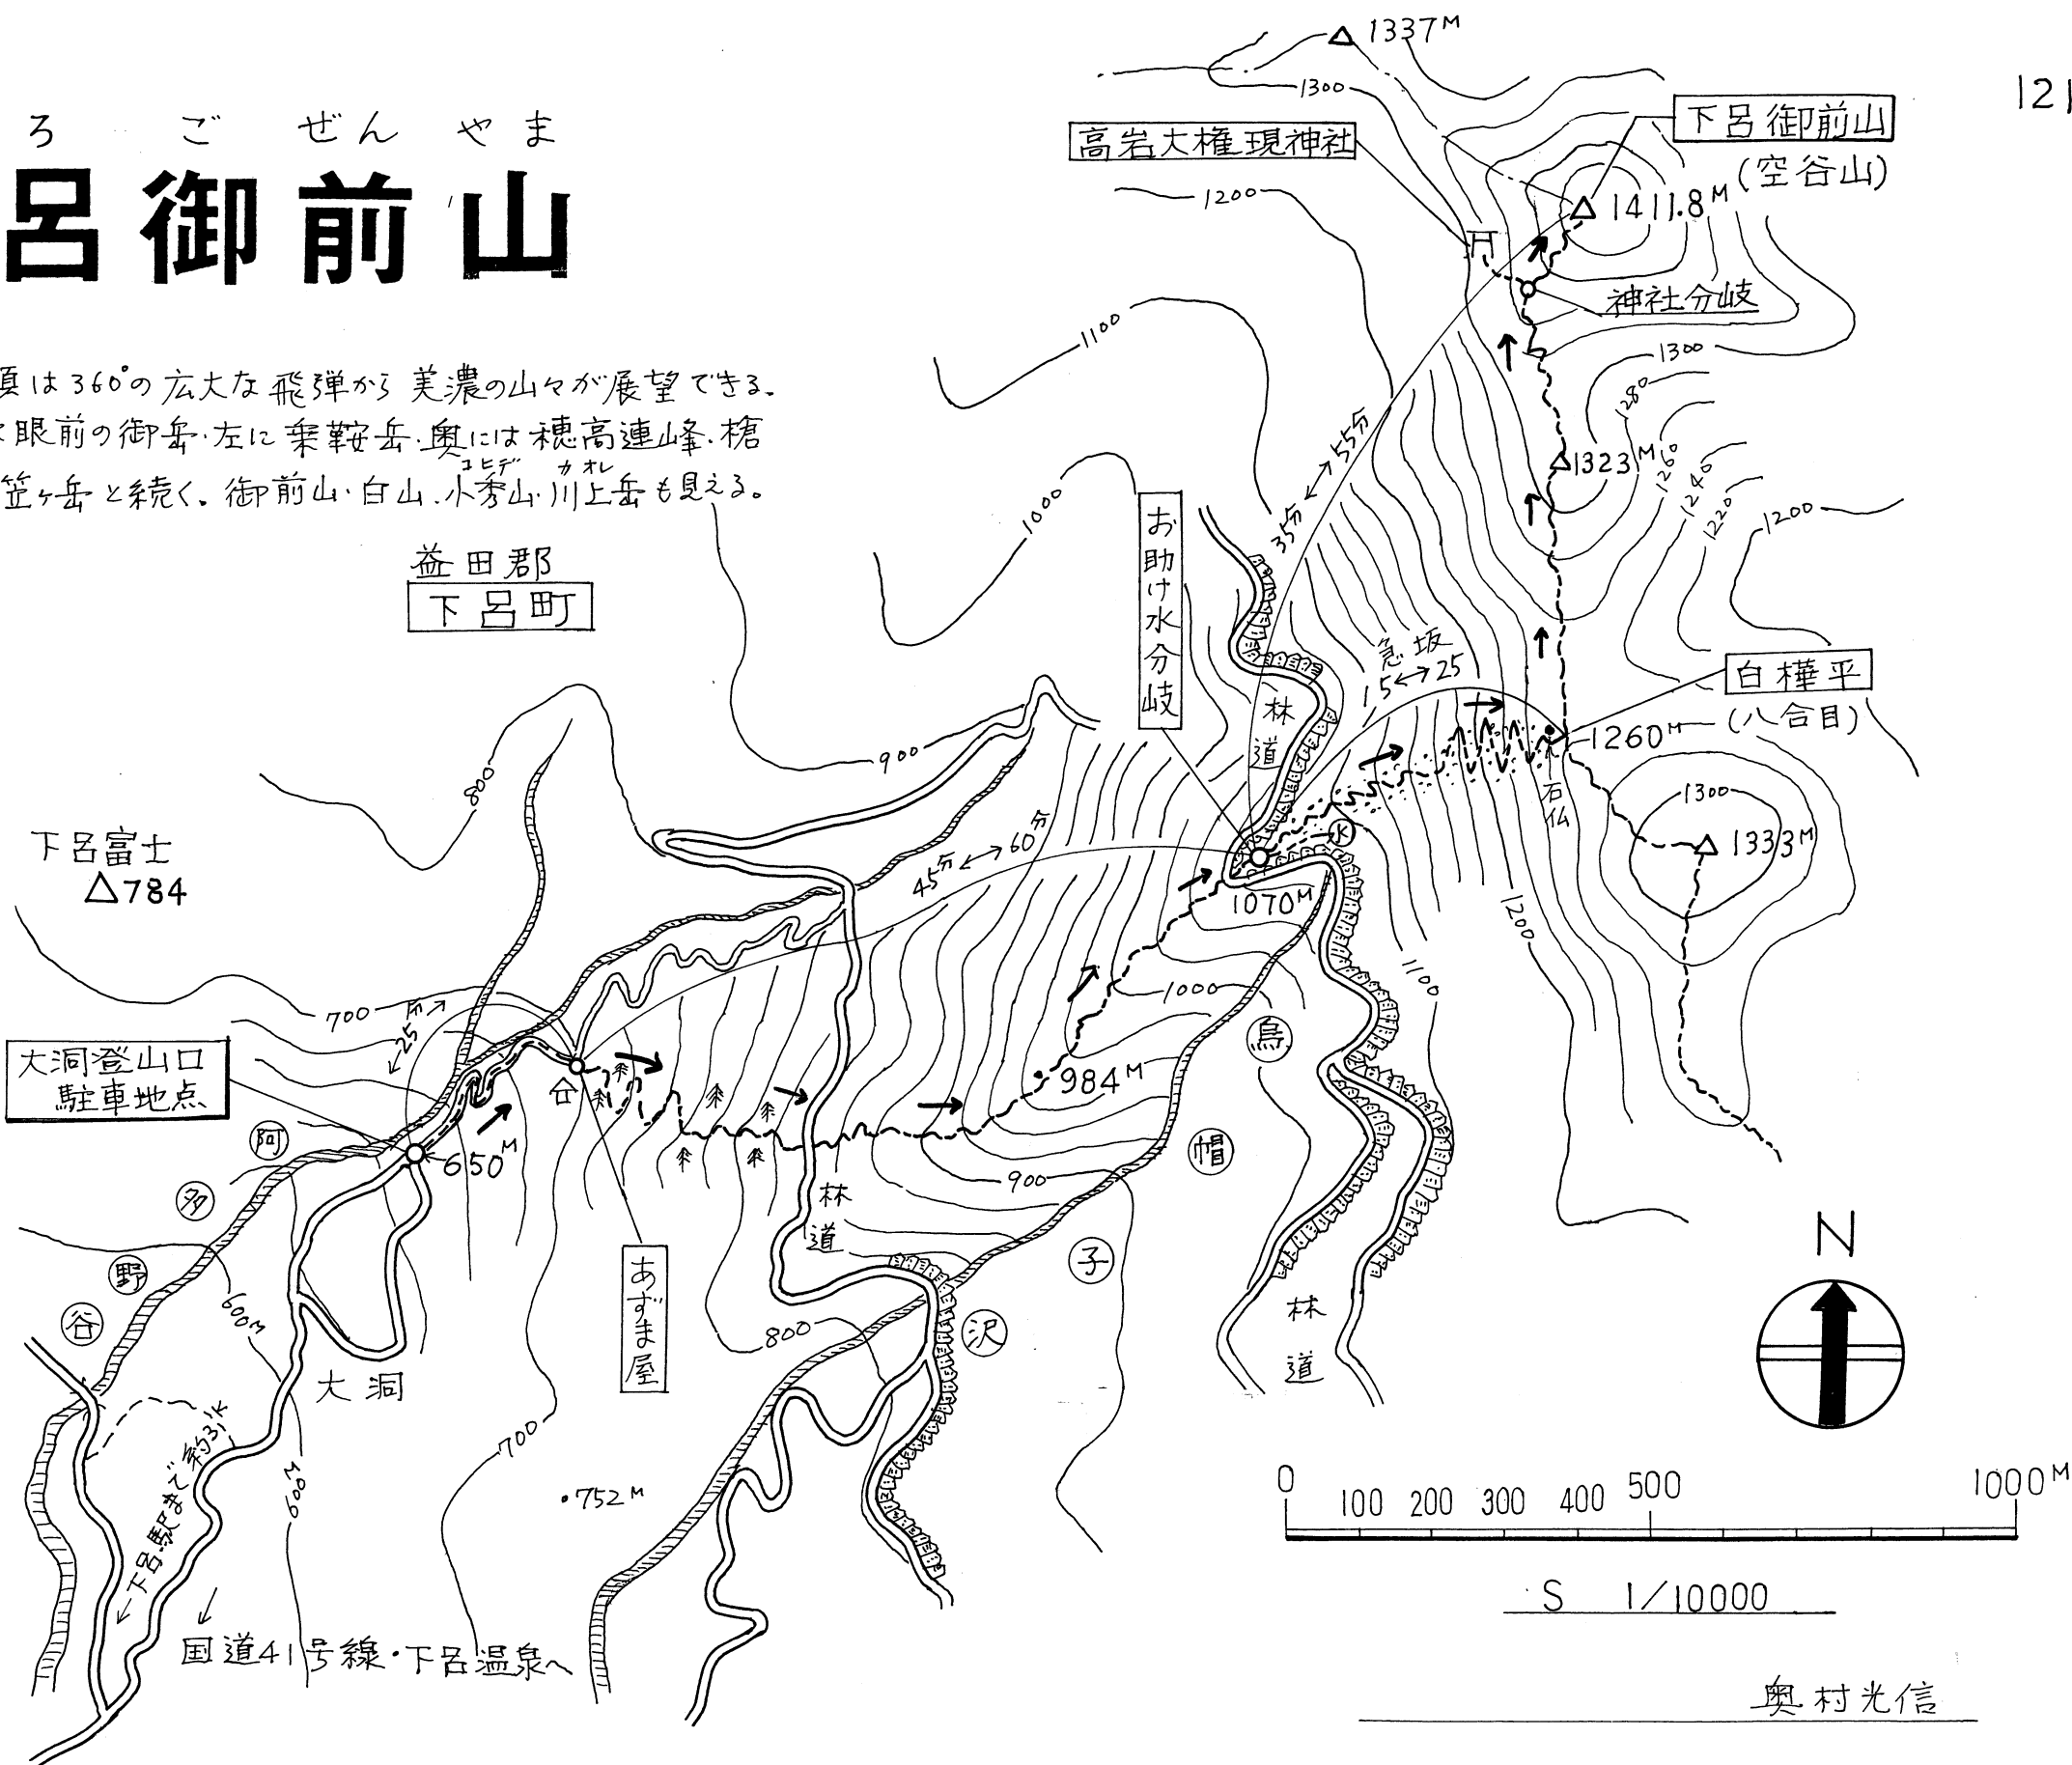 ろ ご ぜん やま
呂御前山
頂は360°の広大な飛弾から美濃の山々が展望できる。
眼前の御岳・左に乗鞍岳・奥には穂高連峰・槍
笠ヶ岳と続く。御前山・白山・小秀山・川上岳も見える。
コヒデ カオレ
益田郡
下呂町
121
1337M
1300
高岩大権現神社
下呂御前山
(空谷山)
1411.8M
1200
神社分岐
1100
1300
1280
1260
1240
1220
1200
1323M
35分↔55分
1000
お助け水分岐
急坂
15↔25
林道
白樺平
(八合目)
1260M
石仏
1300
1333M
900
800
下呂富士
784
45分↔60分
K
1070M
1200
1100
1000
700
←25分→
大洞登山口
駐車地点
650M
984M
900
阿多野谷
烏帽子沢
林道
あずま屋
600M
800
大洞
700
600M
752M
林道
←下呂駅まで約3K
国道41号線・下呂温泉へ
N
0 100 200 300 400 500 1000M
S 1/10000
奥村光信